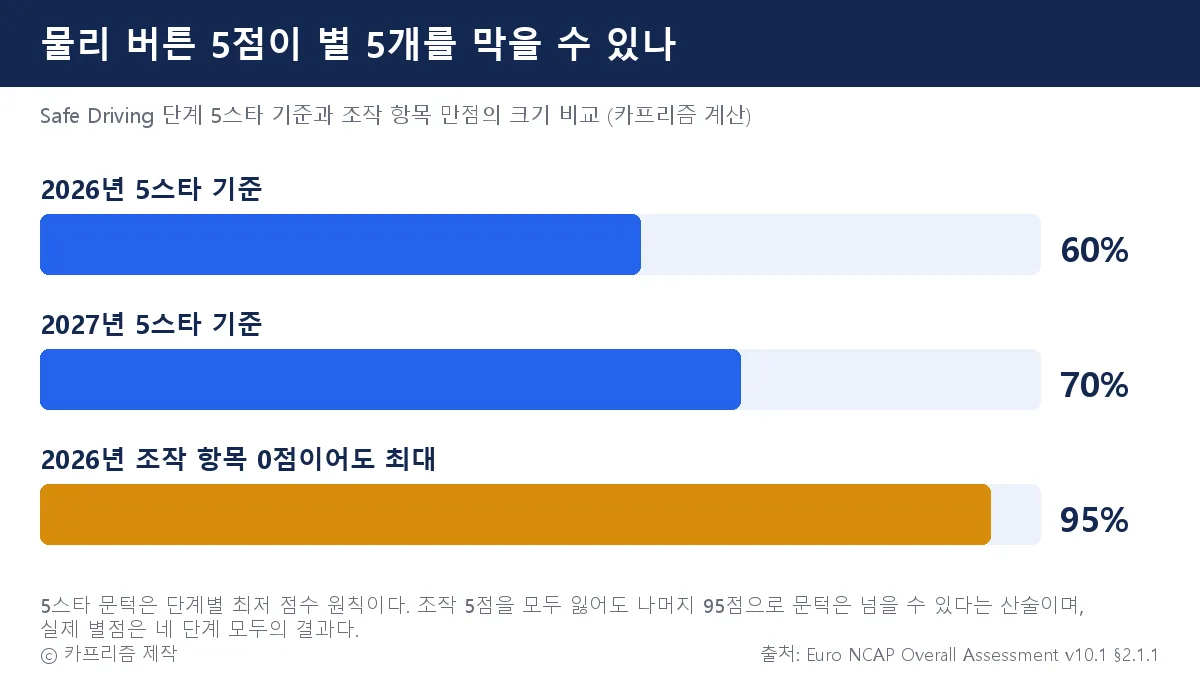 물리 버튼 5점이 별 5개를 막을 수 있나
Safe Driving 단계 5스타 기준과 조작 항목 만점의 크기 비교 (카프리즘 계산)
2026년 5스타 기준
60%
2027년 5스타 기준
70%
2026년 조작 항목 0점이어도 최대
95%
5스타 문턱은 단계별 최저 점수 원칙이다. 조작 5점을 모두 잃어도 나머지 95점으로 문턱은 넘을 수 있다는 산술이며,
실제 별점은 네 단계 모두의 결과다.
© 카프리즘 제작
출처: Euro NCAP Overall Assessment v10.1 §2.1.1